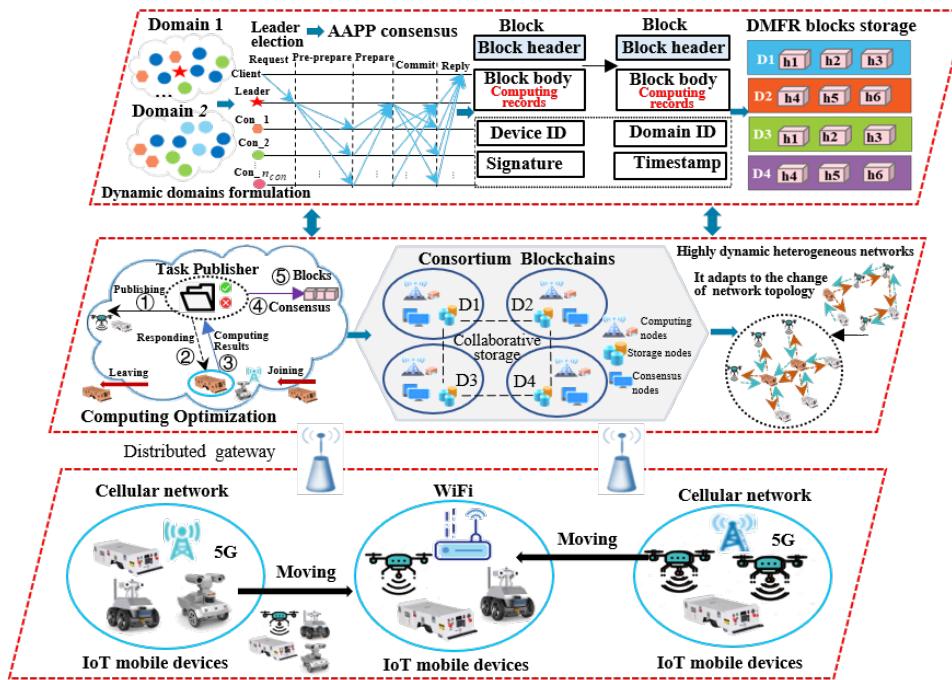 Domain 1
...
Domain 2
Dynamic domains formulation
Leader election
AAPP consensus
Request
Pre-prepare
Prepare
Commit
Reply
Client
Leader
Con_1
Con_2
Con_n_con
Block
Block header
Block body
Computing records
Device ID
Signature
Block
Block header
Block body
Computing records
Domain ID
Timestamp
DMFR blocks storage
D1 h1 h2 h3
D2 h4 h5 h6
D3 h1 h2 h3
D4 h4 h5 h6
Task Publisher
Publishing
①
⑤ Blocks
④ Consensus
Responding
②
③
Computing
Results
Leaving
Joining
Computing Optimization
Consortium Blockchains
D1
D2
Collaborative
storage
D3
D4
Computing
nodes
Storage nodes
Consensus
nodes
Highly dynamic heterogeneous networks
It adapts to the change
of network topology
Distributed gateway
Cellular network
5G
IoT mobile devices
Moving
WiFi
IoT mobile devices
Moving
Cellular network
5G
IoT mobile devices